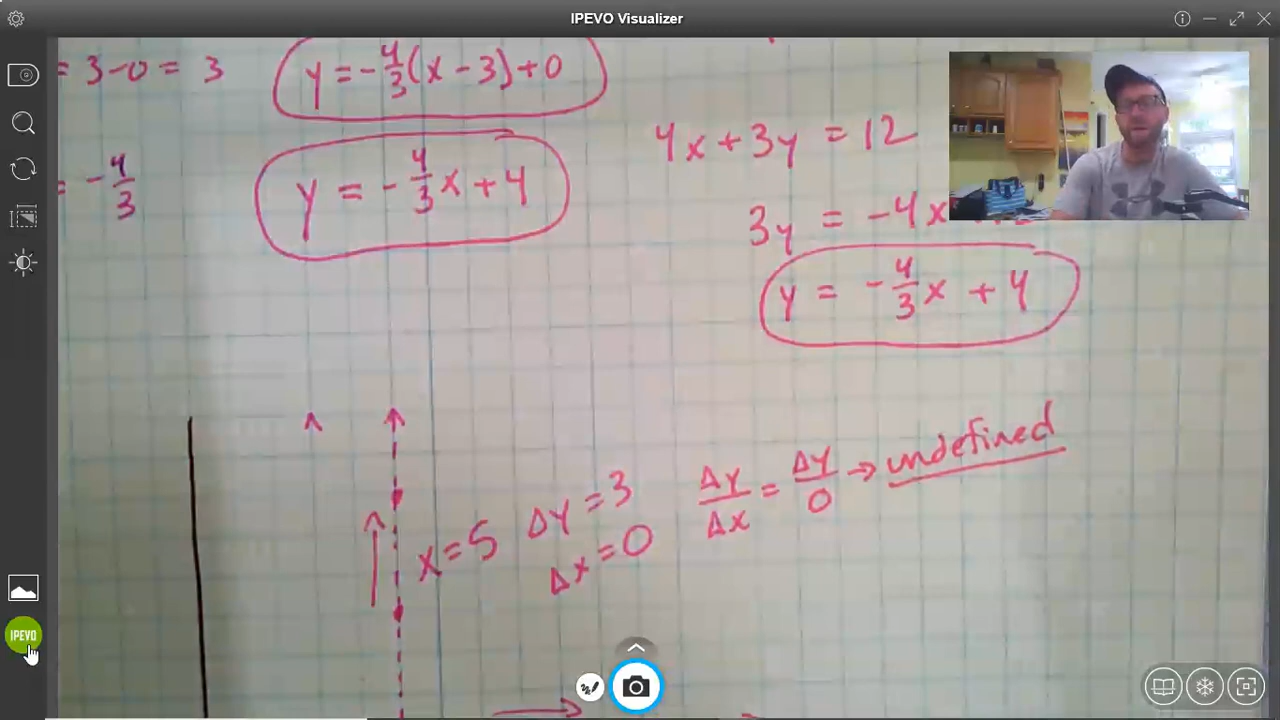 IPEVO Visualizer
= 3-0 = 3
y = -4/3(x - 3) + 0
= -4/3
y = -4/3x + 4
4x + 3y = 12
3y = -4x
y = -4/3x + 4
x = 5
Δy = 3
Δx = 0
Δy/Δx = Δy/0 → undefined
IPEVO